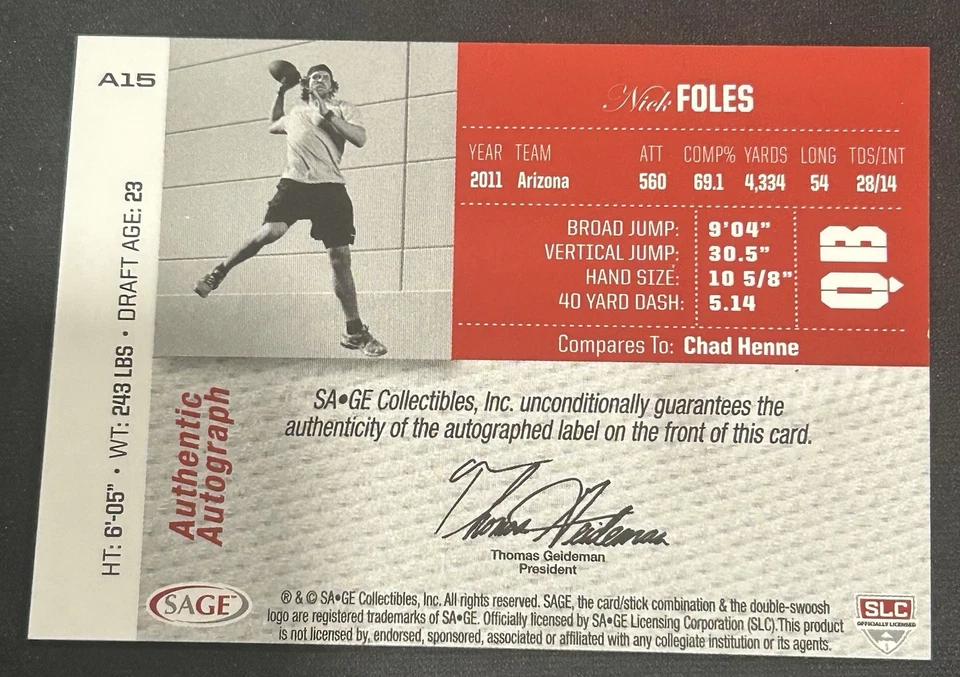 A15
HT: 6'-05" • WT: 243 LBS • DRAFT AGE: 23
Nick FOLES
YEAR TEAM ATT COMP% YARDS LONG TDS/INT
2011 Arizona 560 69.1 4,334 54 28/14
BROAD JUMP: 9'04"
VERTICAL JUMP: 30.5"
HAND SIZE: 10 5/8"
40 YARD DASH: 5.14
QB
Compares To: Chad Henne
Authentic
Autograph
SA•GE Collectibles, Inc. unconditionally guarantees the
authenticity of the autographed label on the front of this card.
Thomas Geideman
Thomas Geideman
President
SAGE™
® & © SA•GE Collectibles, Inc. All rights reserved. SAGE, the card/stick combination & the double-swoosh
logo are registered trademarks of SA•GE. Officially licensed by SA•GE Licensing Corporation (SLC).This product
is not licensed by, endorsed, sponsored, associated or affiliated with any collegiate institution or its agents.
SLC
OFFICIALLY LICENSED
1